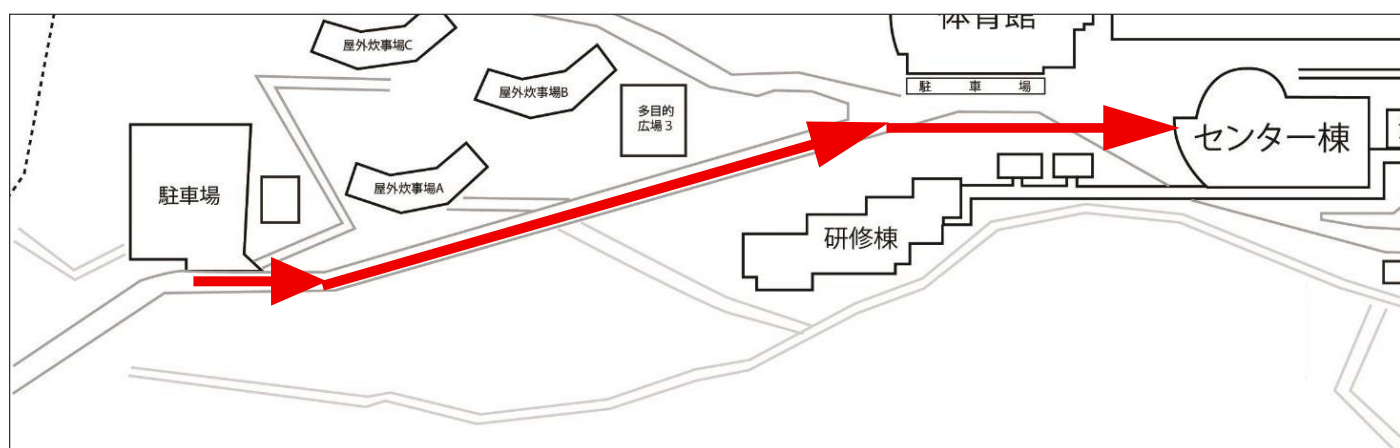 体育館
屋外炊事場C
屋外炊事場B
駐 車 場
多目的
広場3
センター棟
屋外炊事場A
駐車場
研修棟